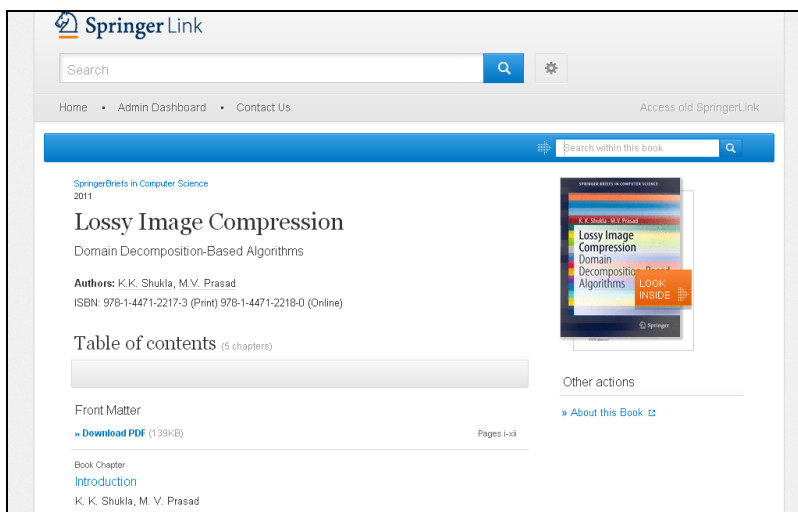 Springer Link
Search
Home • Admin Dashboard • Contact Us
Access old SpringerLink
Search within this book
SpringerBriefs in Computer Science
2011
Lossy Image Compression
Domain Decomposition-Based Algorithms
Authors: K.K. Shukla, M.V. Prasad
ISBN: 978-1-4471-2217-3 (Print) 978-1-4471-2218-0 (Online)
Table of contents (5 chapters)
Front Matter
» Download PDF (139KB)
Pages i-xii
Book Chapter
Introduction
K. K. Shukla, M. V. Prasad
SPRINGER BRIEFS IN COMPUTER SCIENCE
K. K. Shukla · M. V. Prasad
Lossy Image
Compression
Domain
Decomposition-Based
Algorithms
LOOK
INSIDE
Springer
Other actions
» About this Book